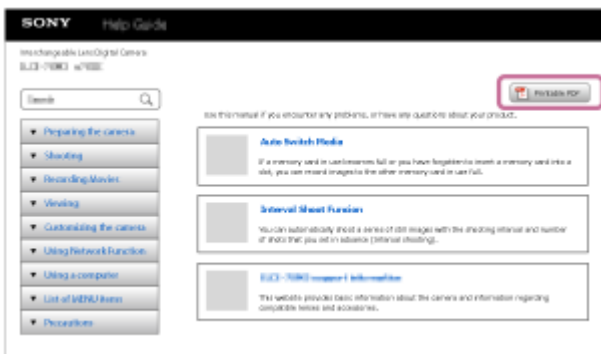 SONY Help Guide
Interchangeable Lens Digital Camera
Printable PDF
Search
Use this manual if you encounter any problems, or have any questions about your product.
Preparing the camera
Shooting
Recording Movies
Viewing
Customizing the camera
Using Network Function
Using a computer
List of MENU items
Precautions
Auto Switch Media
If a memory card in use becomes full or you have forgotten to insert a memory card into a
slot, you can record images to the other memory card in use full.
Interval Shoot Funsion
You can automatically shoot a series of still images with the shooting interval and number
of shots that you set in advance (interval shooting).
support information
This website provides basic information about the camera and information regarding
compatible lenses and accessories.